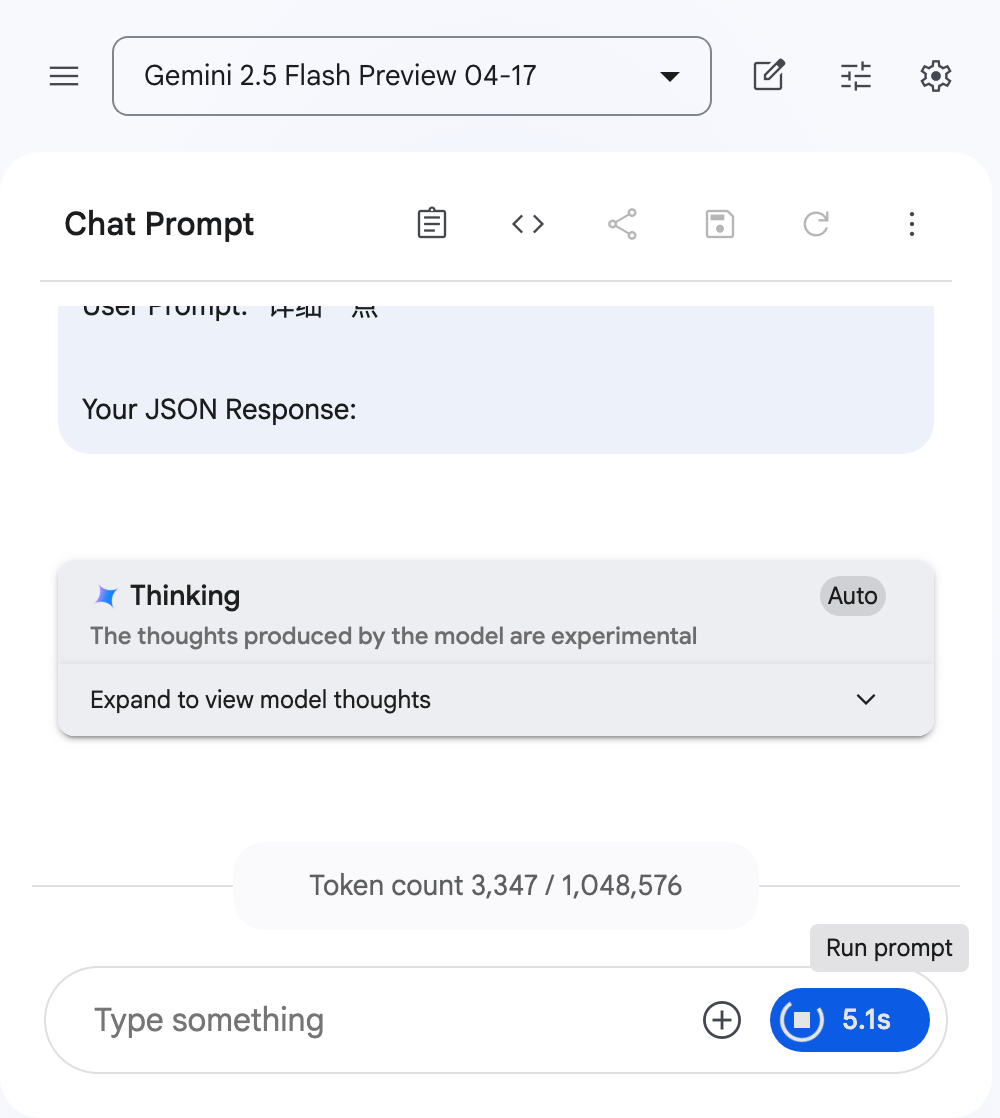 Gemini 2.5 Flash Preview 04-17
Chat Prompt
User Prompt: "详细一点
Your JSON Response:
Thinking
Auto
The thoughts produced by the model are experimental
Expand to view model thoughts
Token count 3,347 / 1,048,576
Run prompt
Type something
5.1s